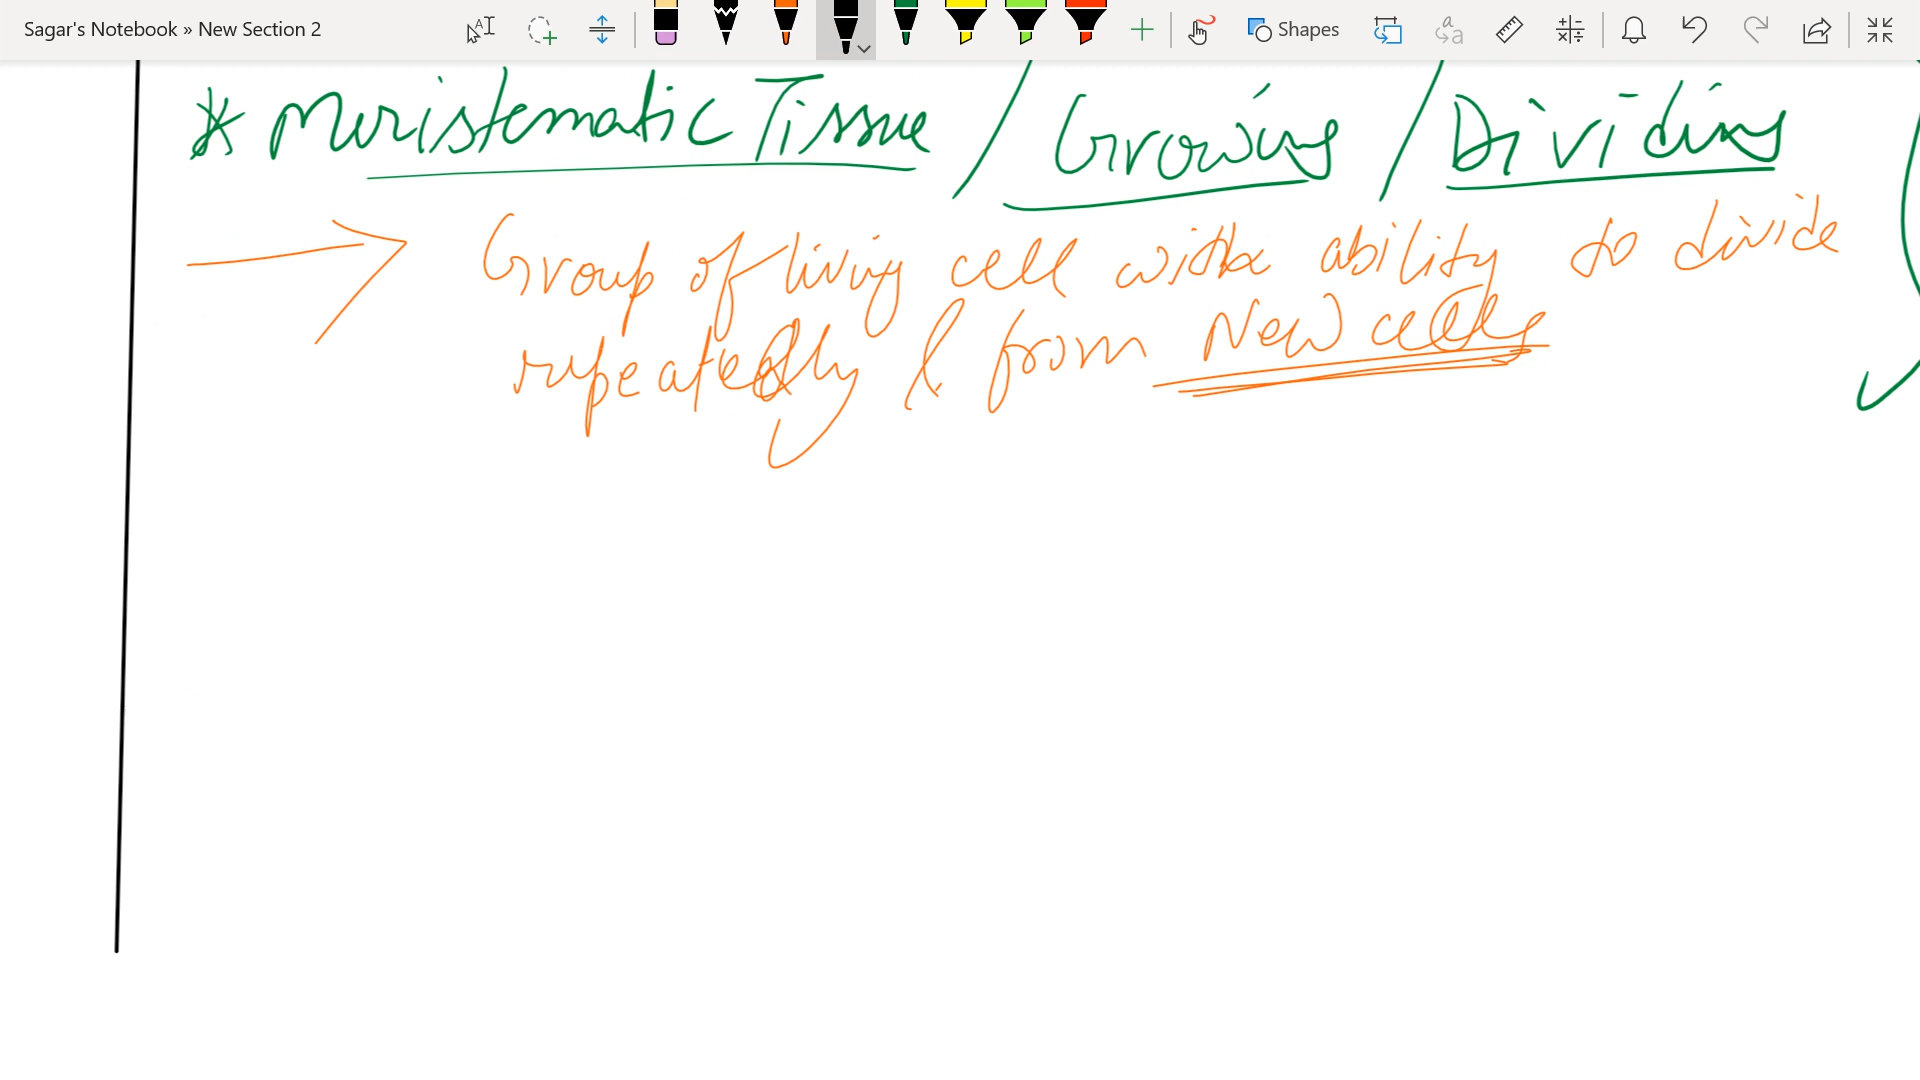 Sagar's Notebook » New Section 2
Shapes
* Meristematic Tissue / Growing / Dividing
Group of living cell with ability to divide
repeatedly & from New cells